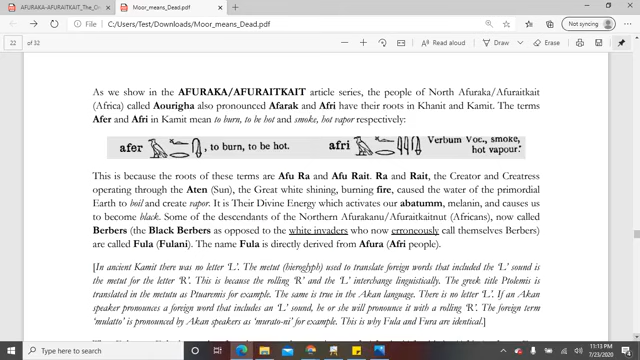 AFURAKA-AFURAITKAIT_The_O
Moor_means_Dead.pdf
C:/Users/Test/Downloads/Moor_means_Dead.pdf
Not syncing
22 of 32
Read aloud
Draw
Erase
As we show in the AFURAKA/AFURAITKAIT article series, the people of North Afuraka/Afuraitkait
(Africa) called Aourigha also pronounced Afarak and Afri have their roots in Khanit and Kamit. The terms
Afer and Afri in Kamit mean to burn, to be hot and smoke, hot vapor respectively:
afer , to burn, to be hot. afri Verbum Voc., smoke,
hot vapour.
This is because the roots of these terms are Afu Ra and Afu Rait. Ra and Rait, the Creator and Creatress
operating through the Aten (Sun), the Great white shining, burning fire, caused the water of the primordial
Earth to boil and create vapor. It is Their Divine Energy which activates our abatumm, melanin, and causes us
to become black. Some of the descendants of the Northern Afurakanu/Afuraitkaitnut (Africans), now called
Berbers (the Black Berbers as opposed to the white invaders who now erroneously call themselves Berbers)
are called Fula (Fulani). The name Fula is directly derived from Afura (Afri people).
[In ancient Kamit there was no letter 'L'. The metut (hieroglyph) used to translate foreign words that included the 'L' sound is
the metut for the letter 'R'. This is because the rolling 'R' and the 'L' interchange linguistically. The greek title Ptolemis is
translated in the metutu as Ptuaremis for example. The same is true in the Akan language. There is no letter 'L'. If an Akan
speaker pronounces a foreign word that includes an 'L' sound, he or she will pronounce it with a rolling 'R'. The foreign term
'mulatto' is pronounced by Akan speakers as 'murato-ni' for example. This is why Fula and Fura are identical.]
Type here to search
11:13 PM
7/23/2020